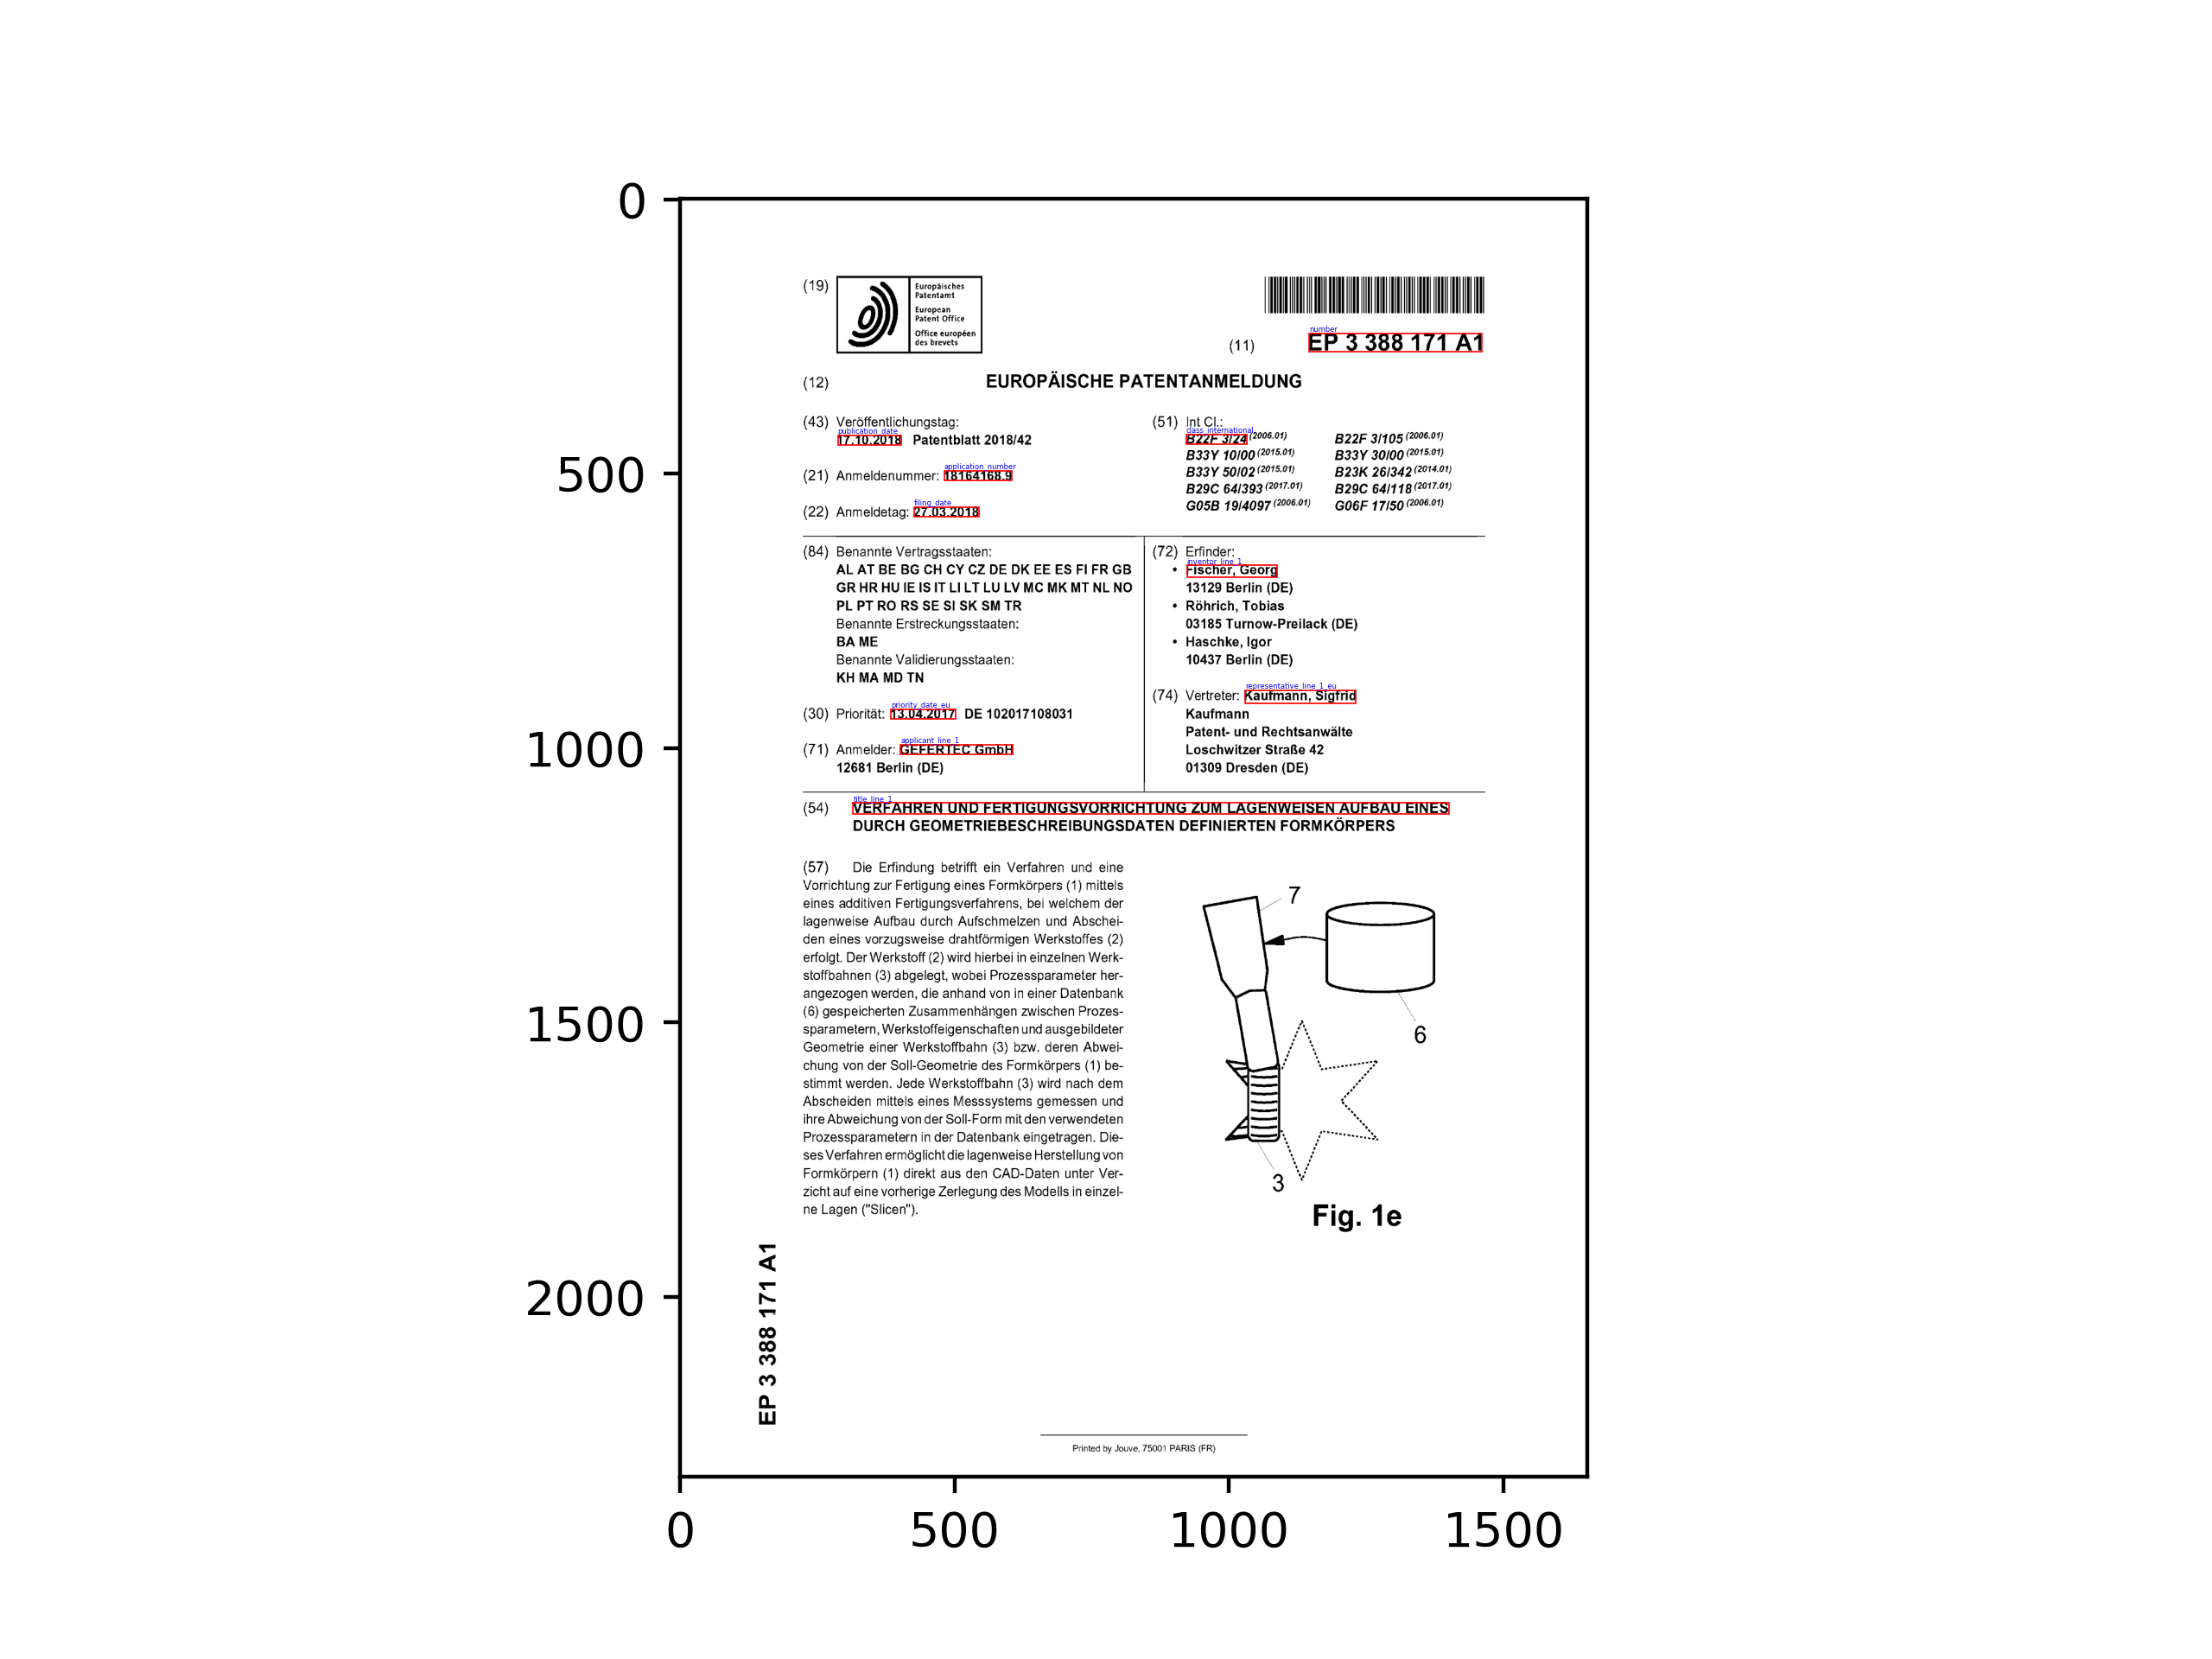 0
500
1000
1500
2000
0
500
1000
1500
(19)
Europäisches
Patentamt
European
Patent Office
Office européen
des brevets
number
(11)
EP 3 388 171 A1
(12)
EUROPÄISCHE PATENTANMELDUNG
(43) Veröffentlichungstag:
publication_date
17.10.2018 Patentblatt 2018/42
application_number
(21) Anmeldenummer: 18164168.9
filing_date
(22) Anmeldetag: 27.03.2018
(51) Int Cl.:
class_international
B22F 3/24 (2006.01) B22F 3/105 (2006.01)
B33Y 10/00 (2015.01) B33Y 30/00 (2015.01)
B33Y 50/02 (2015.01) B23K 26/342 (2014.01)
B29C 64/393 (2017.01) B29C 64/118 (2017.01)
G05B 19/4097 (2006.01) G06F 17/50 (2006.01)
(84) Benannte Vertragsstaaten:
AL AT BE BG CH CY CZ DE DK EE ES FI FR GB
GR HR HU IE IS IT LI LT LU LV MC MK MT NL NO
PL PT RO RS SE SI SK SM TR
Benannte Erstreckungsstaaten:
BA ME
Benannte Validierungsstaaten:
KH MA MD TN
priority_date_eu
(30) Priorität: 13.04.2017 DE 102017108031
applicant_line_1
(71) Anmelder: GEFERTEC GmbH
12681 Berlin (DE)
(72) Erfinder:
inventor_line_1
• Fischer, Georg
13129 Berlin (DE)
• Röhrich, Tobias
03185 Turnow-Preilack (DE)
• Haschke, Igor
10437 Berlin (DE)
representative_line_1_eu
(74) Vertreter: Kaufmann, Sigfrid
Kaufmann
Patent- und Rechtsanwälte
Loschwitzer Straße 42
01309 Dresden (DE)
title_line_1
(54) VERFAHREN UND FERTIGUNGSVORRICHTUNG ZUM LAGENWEISEN AUFBAU EINES
DURCH GEOMETRIEBESCHREIBUNGSDATEN DEFINIERTEN FORMKÖRPERS
(57) Die Erfindung betrifft ein Verfahren und eine
Vorrichtung zur Fertigung eines Formkörpers (1) mittels
eines additiven Fertigungsverfahrens, bei welchem der
lagenweise Aufbau durch Aufschmelzen und Abschei-
den eines vorzugsweise drahtförmigen Werkstoffes (2)
erfolgt. Der Werkstoff (2) wird hierbei in einzelnen Werk-
stoffbahnen (3) abgelegt, wobei Prozessparameter her-
angezogen werden, die anhand von in einer Datenbank
(6) gespeicherten Zusammenhängen zwischen Prozes-
sparametern, Werkstoffeigenschaften und ausgebildeter
Geometrie einer Werkstoffbahn (3) bzw. deren Abwei-
chung von der Soll-Geometrie des Formkörpers (1) be-
stimmt werden. Jede Werkstoffbahn (3) wird nach dem
Abscheiden mittels eines Messsystems gemessen und
ihre Abweichung von der Soll-Form mit den verwendeten
Prozessparametern in der Datenbank eingetragen. Die-
ses Verfahren ermöglicht die lagenweise Herstellung von
Formkörpern (1) direkt aus den CAD-Daten unter Ver-
zicht auf eine vorherige Zerlegung des Modells in einzel-
ne Lagen ("Slicen").
7
6
3
Fig. 1e
EP 3 388 171 A1
Printed by Jouve, 75001 PARIS (FR)